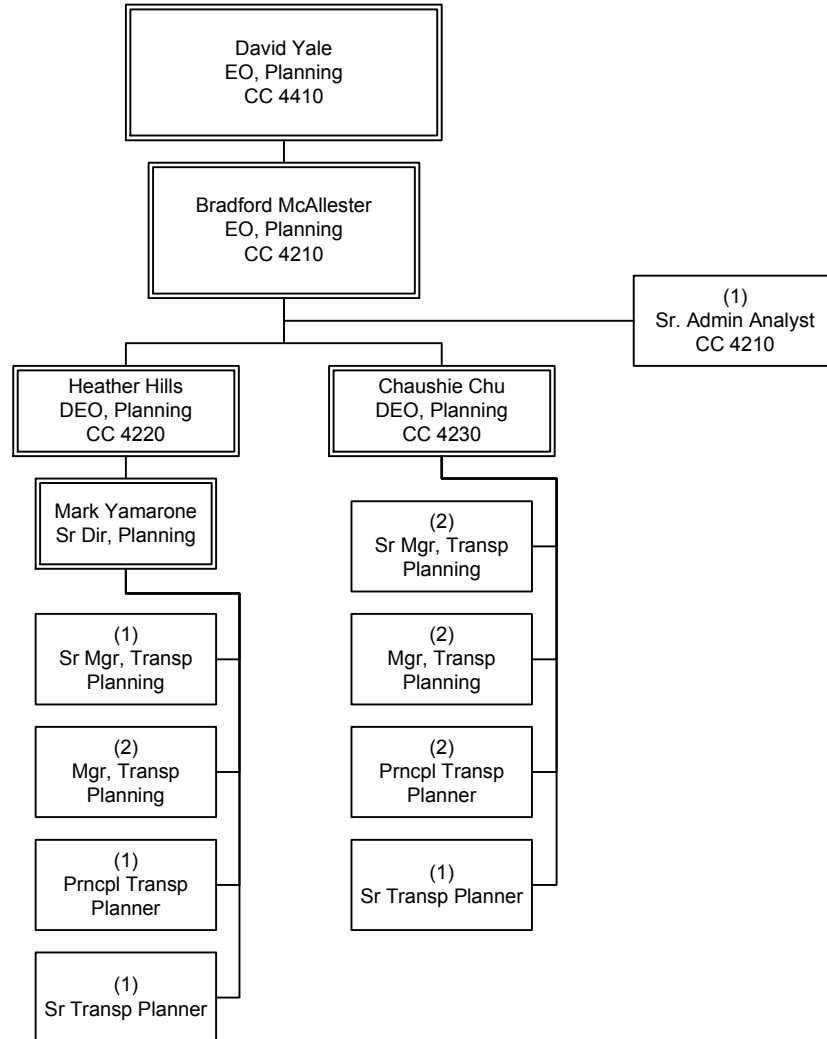 David Yale
EO, Planning
CC 4410
Bradford McAllester
EO, Planning
CC 4210
(1)
Sr. Admin Analyst
CC 4210
Heather Hills
DEO, Planning
CC 4220
Chaushie Chu
DEO, Planning
CC 4230
Mark Yamarone
Sr Dir, Planning
(1)
Sr Mgr, Transp
Planning
(2)
Mgr, Transp
Planning
(1)
Prncpl Transp
Planner
(1)
Sr Transp Planner
(2)
Sr Mgr, Transp
Planning
(2)
Mgr, Transp
Planning
(2)
Prncpl Transp
Planner
(1)
Sr Transp Planner